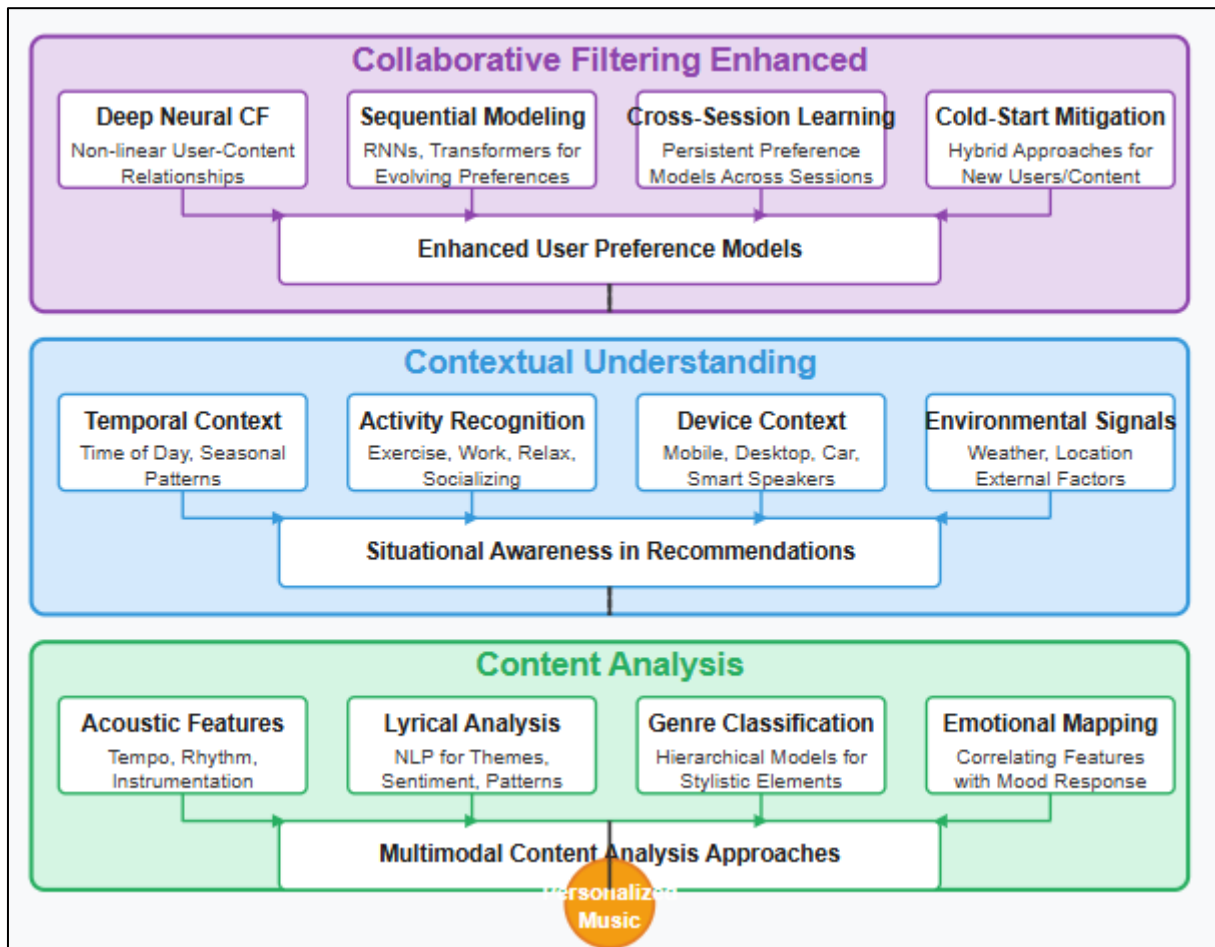 Collaborative Filtering Enhanced
Deep Neural CF
Non-linear User-Content
Relationships
Sequential Modeling
RNNs, Transformers for
Evolving Preferences
Cross-Session Learning
Persistent Preference
Models Across Sessions
Cold-Start Mitigation
Hybrid Approaches for
New Users/Content
Enhanced User Preference Models
Contextual Understanding
Temporal Context
Time of Day, Seasonal
Patterns
Activity Recognition
Exercise, Work, Relax,
Socializing
Device Context
Mobile, Desktop, Car,
Smart Speakers
Environmental Signals
Weather, Location
External Factors
Situational Awareness in Recommendations
Content Analysis
Acoustic Features
Tempo, Rhythm,
Instrumentation
Lyrical Analysis
NLP for Themes,
Sentiment, Patterns
Genre Classification
Hierarchical Models for
Stylistic Elements
Emotional Mapping
Correlating Features
with Mood Response
Multimodal Content Analysis Approaches
Personalized
Music